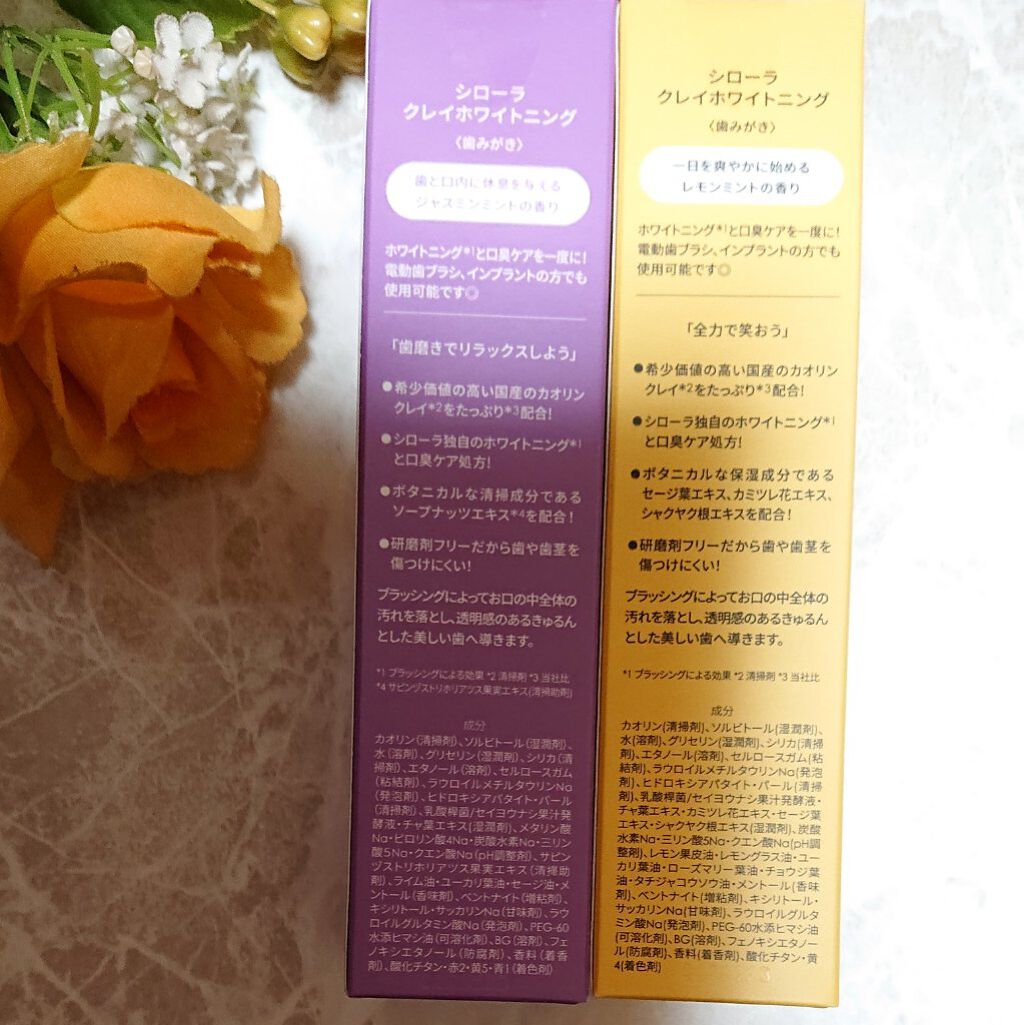 シローラ
クレイホワイトニング
〈歯みがき〉
歯と口内に休息を与える
ジャスミンミントの香り
ホワイトニング*1と口臭ケアを一度に!
電動歯ブラシ、インプラントの方でも
使用可能です◎
「歯磨きでリラックスしよう」
●希少価値の高い国産のカオリン
クレイ*2をたっぷり*3配合!
●シローラ独自のホワイトニング*1
と口臭ケア処方!
●ボタニカルな清掃成分である
ソープナッツエキス*4を配合!
●研磨剤フリーだから歯や歯茎を
傷つけにくい!
ブラッシングによってお口の中全体の
汚れを落とし、透明感のあるきゅるん
とした美しい歯へ導きます。
*1 ブラッシングによる効果 *2 清掃剤 *3 当社比
*4 サピンヅストリホリアツス果実エキス(清掃助剤)
成分
カオリン(清掃剤)、ソルビトール(湿潤剤)、
水(溶剤)、グリセリン(湿潤剤)、シリカ(清
掃剤)、エタノール(溶剤)、セルロースガム
(粘結剤)、ラウロイルメチルタウリンNa
(発泡剤)、ヒドロキシアパタイト・パール
(清掃剤)、乳酸桿菌/セイヨウナシ果汁発
酵液・チャ葉エキス(湿潤剤)、メタリン酸
Na・ピロリン酸4Na・炭酸水素Na・三リン
酸5Na・クエン酸Na(pH調整剤)、サピン
ヅストリホリアツス果実エキス(清掃助
剤)、ライム油・ユーカリ葉油・セージ油・メ
ントール(香味剤)、ベントナイト(増粘剤)、
キシリトール・サッカリンNa(甘味剤)、ラウ
ロイルグルタミン酸Na(発泡剤)、PEG-60
水添ヒマシ油(可溶化剤)、BG(溶剤)、フェ
ノキシエタノール(防腐剤)、香料(着香
剤)、酸化チタン・赤2・黄5・青1(着色剤)
シローラ
クレイホワイトニング
〈歯みがき〉
一日を爽やかに始める
レモンミントの香り
ホワイトニング*1と口臭ケアを一度に!
電動歯ブラシ、インプラントの方でも
使用可能です◎
「全力で笑おう」
●希少価値の高い国産のカオリン
クレイ*2をたっぷり*3配合!
●シローラ独自のホワイトニング*1
と口臭ケア処方!
●ボタニカルな保湿成分である
セージ葉エキス、カミツレ花エキス、
シャクヤク根エキスを配合!
●研磨剤フリーだから歯や歯茎を
傷つけにくい!
ブラッシングによってお口の中全体の
汚れを落とし、透明感のあるきゅるん
とした美しい歯へ導きます。
*1 ブラッシングによる効果 *2 清掃剤 *3 当社比
成分
カオリン(清掃剤)、ソルビトール(湿潤剤)、
水(溶剤)、グリセリン(湿潤剤)、シリカ(清掃
剤)、エタノール(溶剤)、セルロースガム(粘
結剤)、ラウロイルメチルタウリンNa(発泡
剤)、ヒドロキシアパタイト・パール(清掃
剤)、乳酸桿菌/セイヨウナシ果汁発酵液・
チャ葉エキス・カミツレ花エキス・セージ葉
エキス・シャクヤク根エキス(湿潤剤)、炭酸
水素Na・三リン酸5Na・クエン酸Na(pH調
整剤)、レモン果皮油・レモングラス油・ユー
カリ葉油・ローズマリー葉油・チョウジ葉
油・タチジャコウソウ油・メントール(香味
剤)、ベントナイト(増粘剤)、キシリトール・
サッカリンNa(甘味剤)、ラウロイルグルタ
ミン酸Na(発泡剤)、PEG-60水添ヒマシ油
(可溶化剤)、BG(溶剤)、フェノキシエタノー
ル(防腐剤)、香料(着香剤)、酸化チタン・黄
4(着色剤)